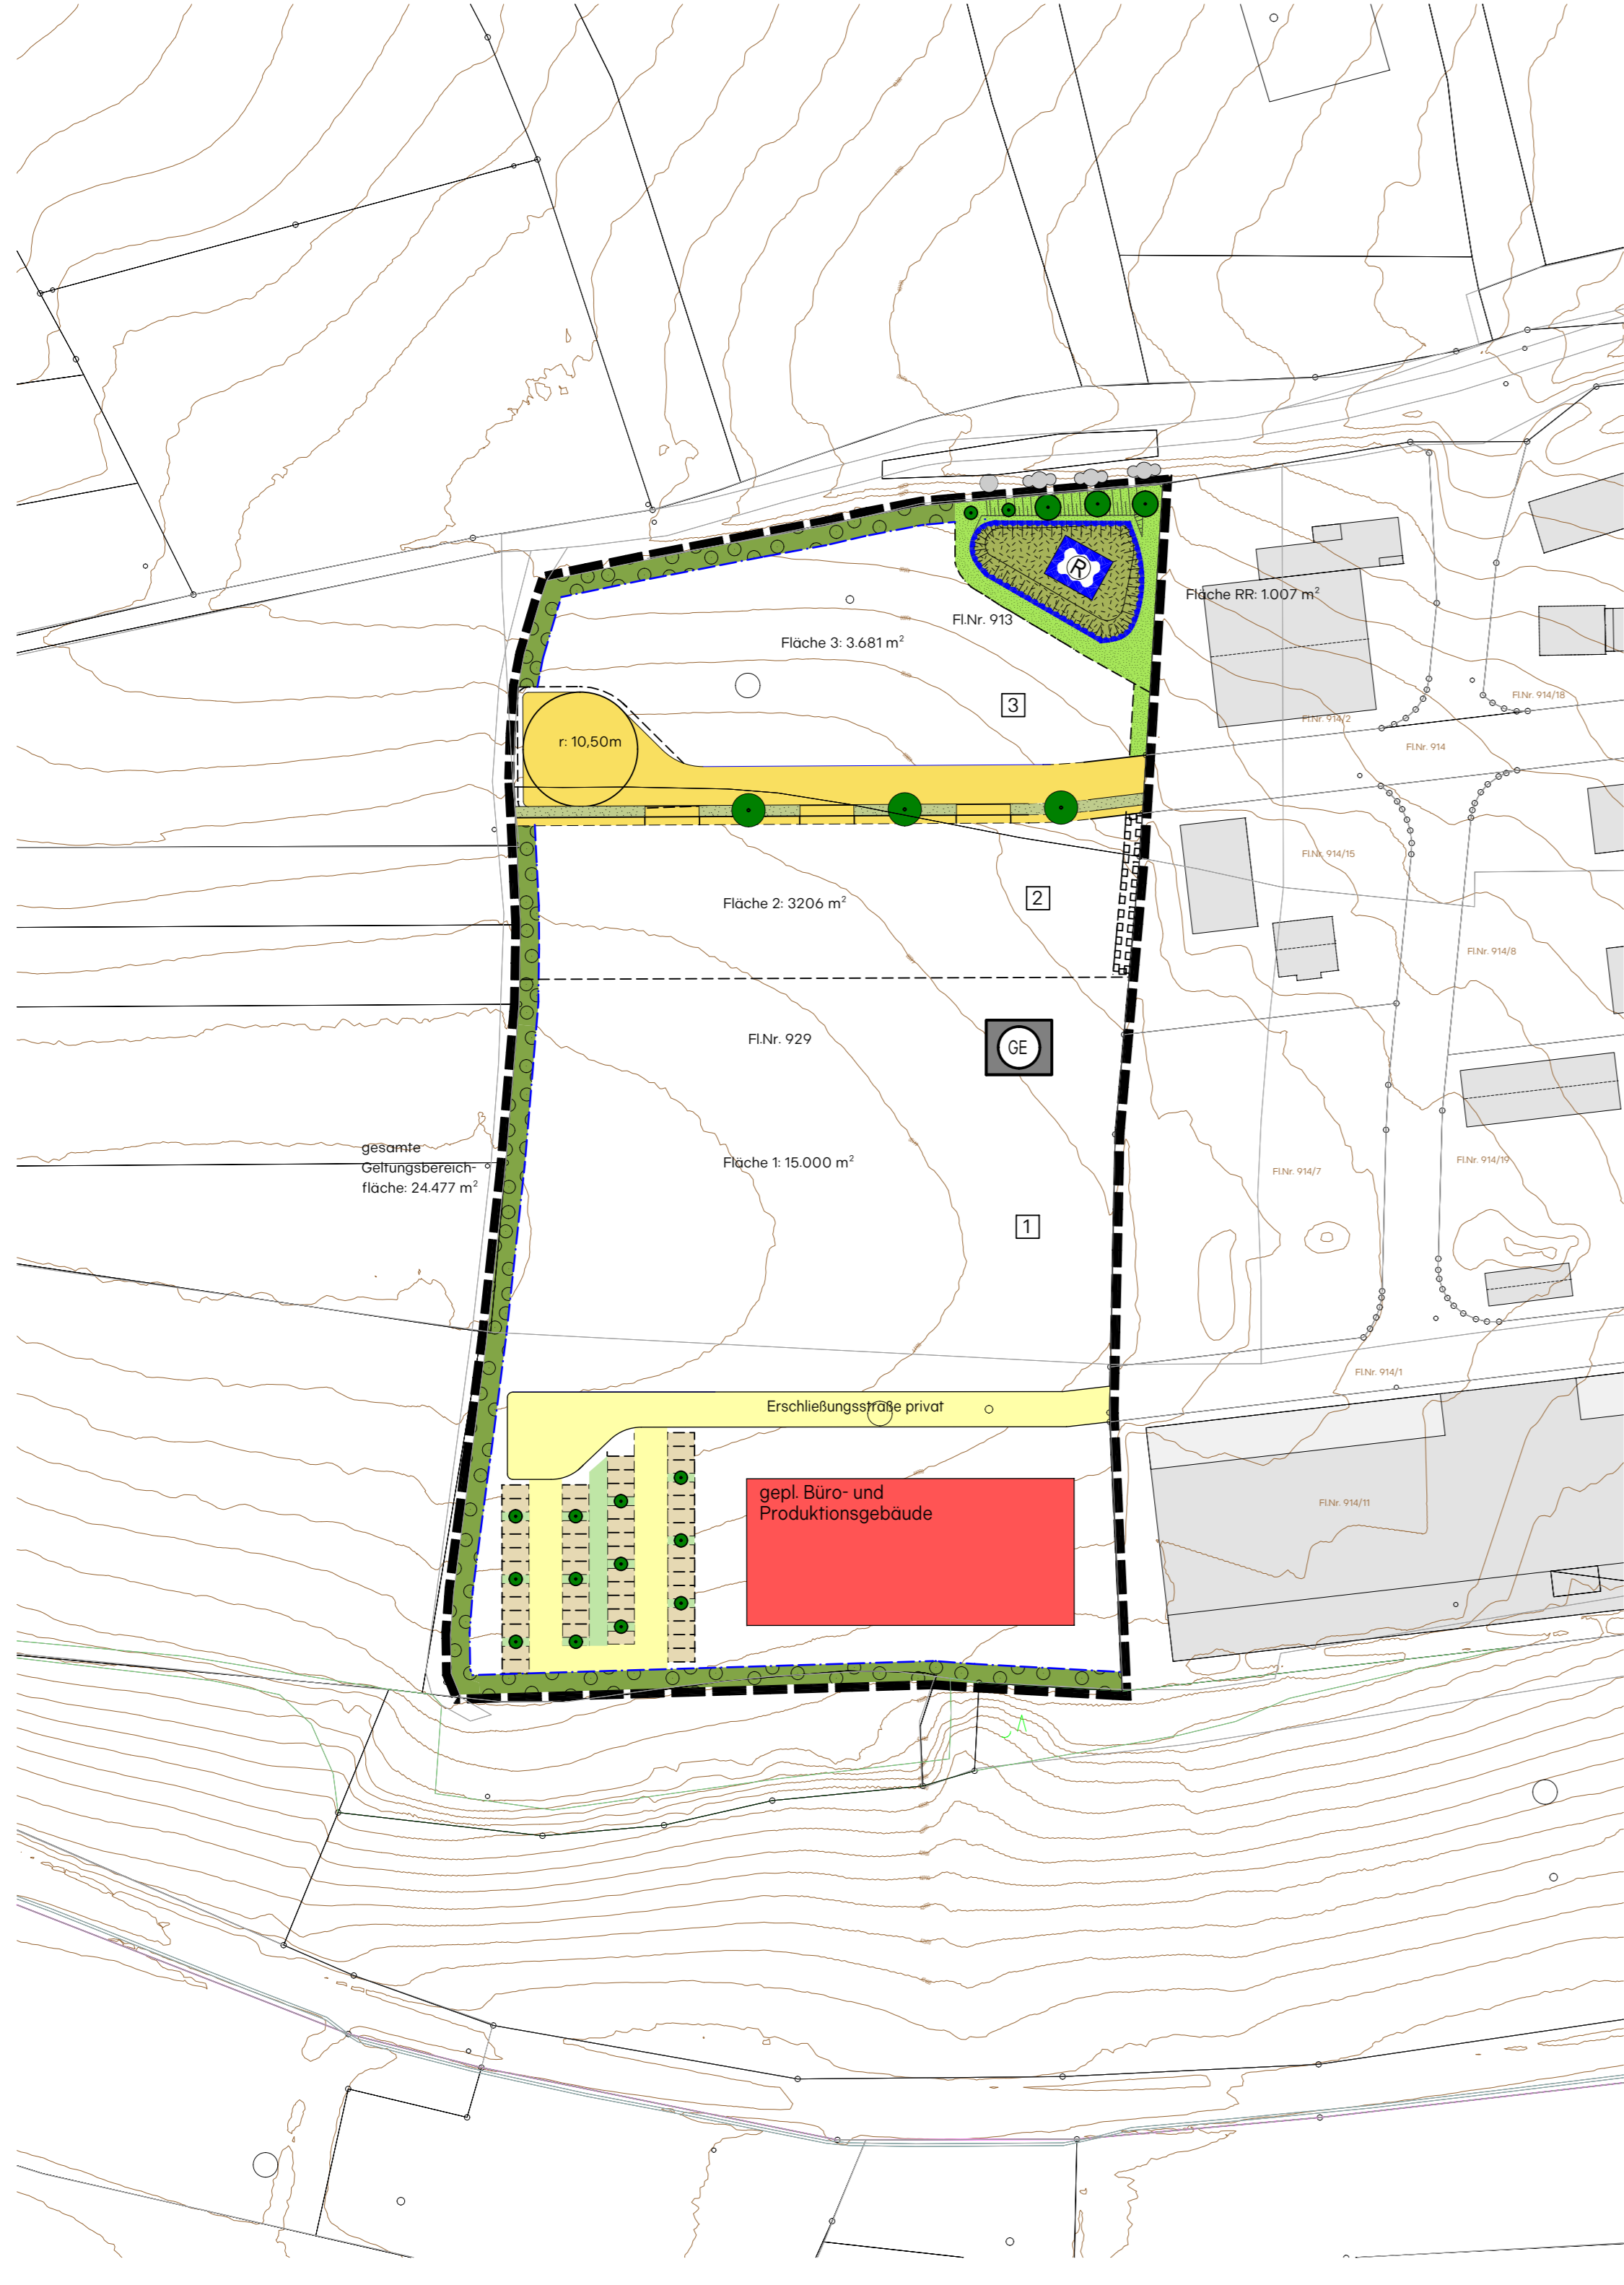 R
Fläche RR: 1.007 m²
Fl.Nr. 913
Fläche 3: 3.681 m²
3
Fl.Nr. 914/18
Fl.Nr. 914/2
r: 10,50m
Fl.Nr. 914
Fl.Nr. 914/15
2
Fläche 2: 3206 m²
Fl.Nr. 914/8
Fl.Nr. 929
GE
gesamte
Geltungsbereich-
fläche: 24.477 m²
Fläche 1: 15.000 m²
Fl.Nr. 914/7
Fl.Nr. 914/19
1
Fl.Nr. 914/1
Erschließungsstraße privat
gepl. Büro- und
Produktionsgebäude
Fl.Nr. 914/11